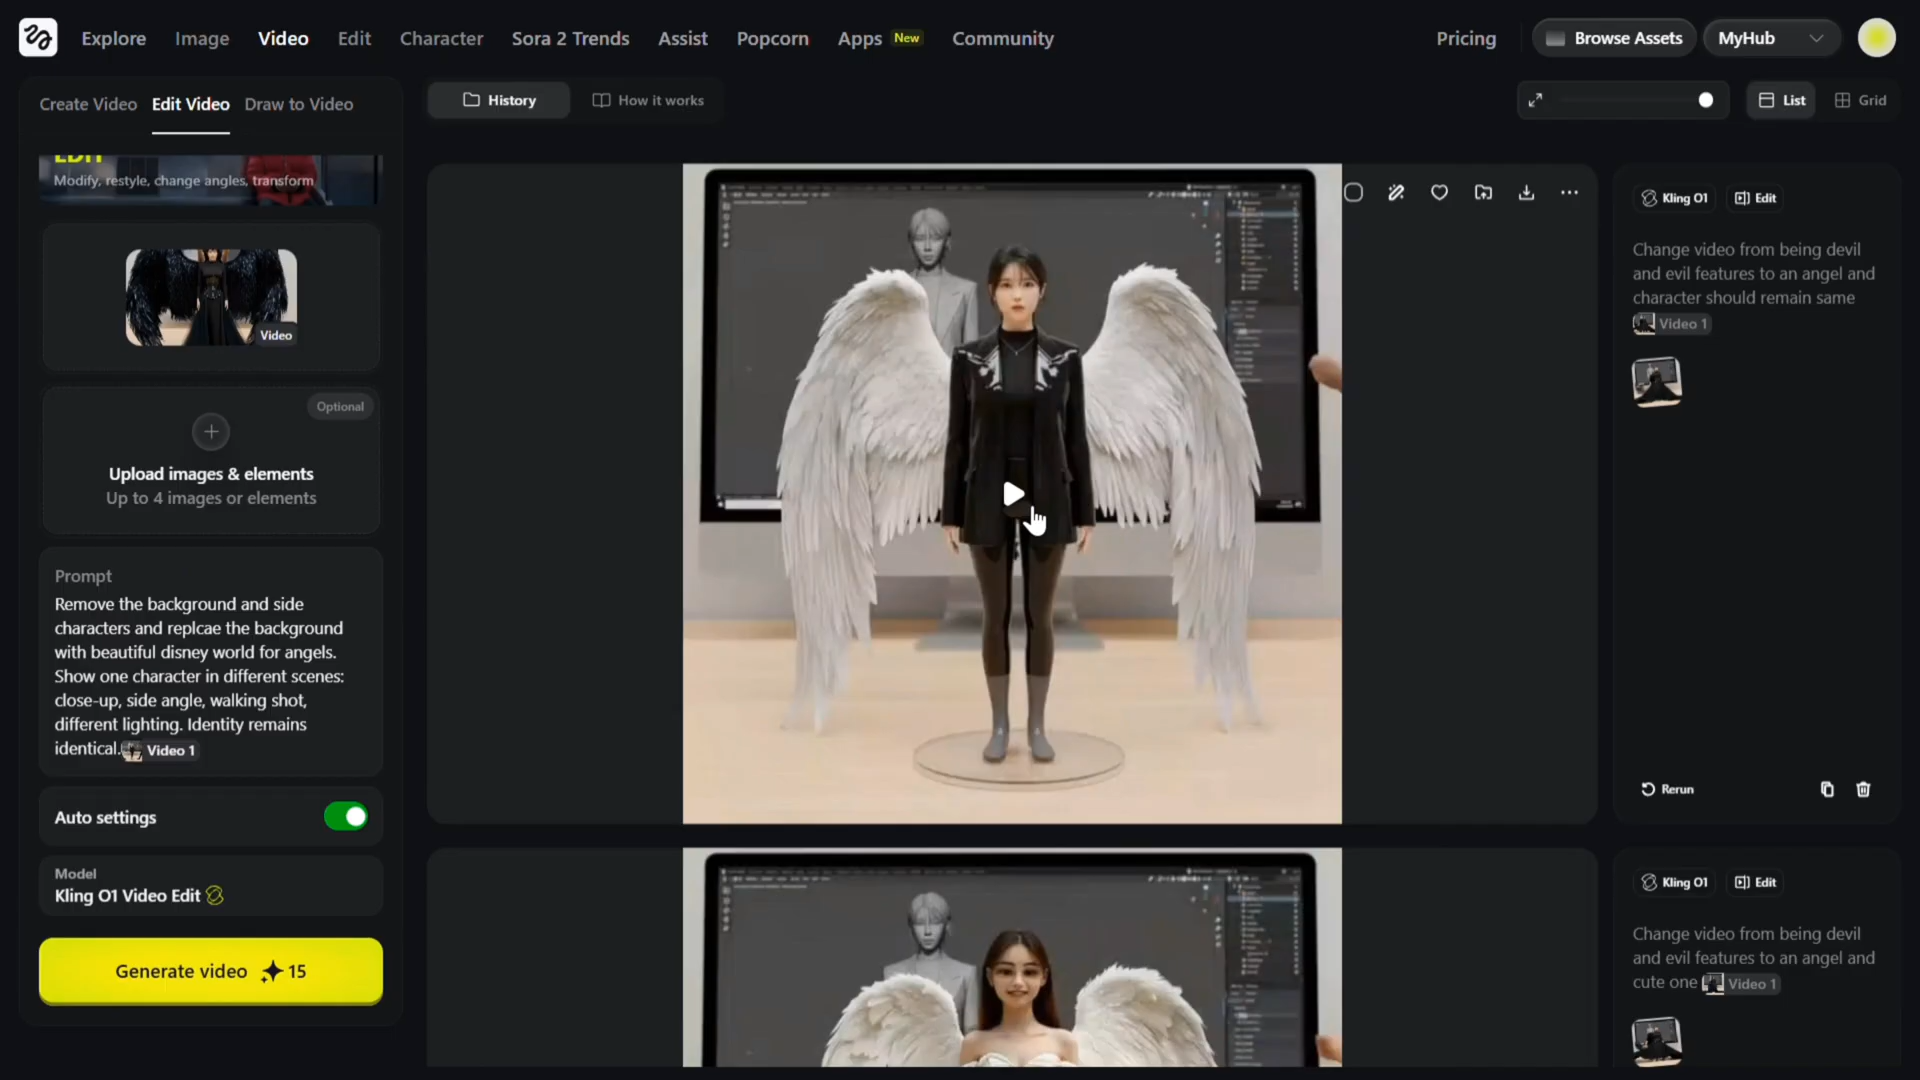 Explore
Image
Video
Edit
Character
Sora 2 Trends
Assist
Popcorn
Apps New
Community
Pricing
Browse Assets
MyHub
Create Video
Edit Video
Draw to Video
History
How it works
List
Grid
EDIT
Modify, restyle, change angles, transform
Video
Optional
Upload images & elements
Up to 4 images or elements
Prompt
Remove the background and side
characters and replcae the background
with beautiful disney world for angels.
Show one character in different scenes:
close-up, side angle, walking shot,
different lighting. Identity remains
identical. Video 1
Auto settings
Model
Kling O1 Video Edit
Generate video 15
Kling O1
Edit
Change video from being devil
and evil features to an angel and
character should remain same
Video 1
Rerun
Kling O1
Edit
Change video from being devil
and evil features to an angel and
cute one Video 1